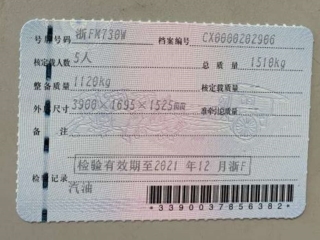 号牌号码 浙FM730W 档案编号 CX0000202906
核定载人数 5人 总质量 1510kg
整备质量 1120kg 核定载质量
外廓尺寸 3900×1695×1525mm 准牵引总质量
备注
检验有效期至2021年12月浙F
检验记录
汽油
*3390037656382*